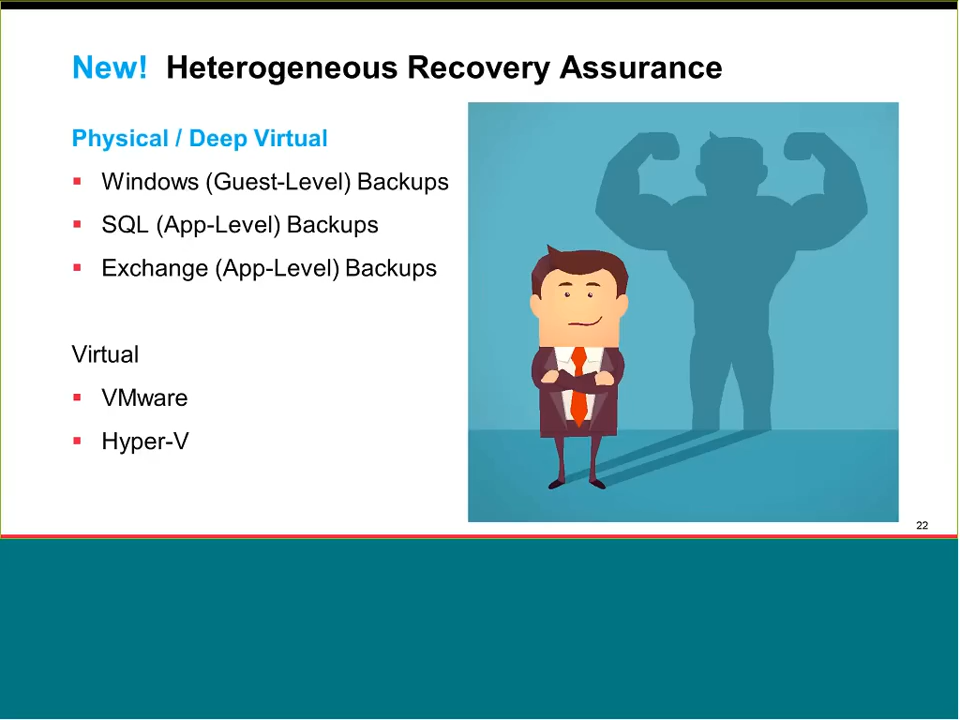 New! Heterogeneous Recovery Assurance
Physical / Deep Virtual
▪ Windows (Guest-Level) Backups
▪ SQL (App-Level) Backups
▪ Exchange (App-Level) Backups
Virtual
▪ VMware
▪ Hyper-V
22